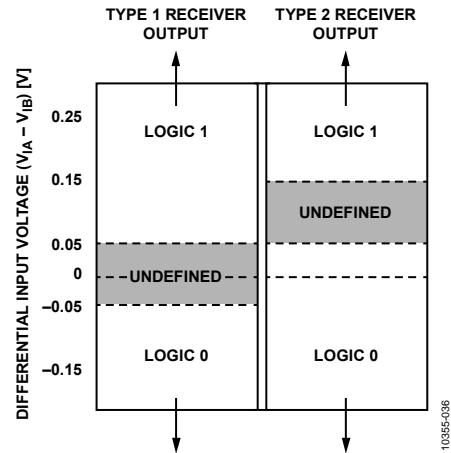 TYPE 1 RECEIVER
OUTPUT
TYPE 2 RECEIVER
OUTPUT
DIFFERENTIAL INPUT VOLTAGE (VIA – VIB) [V]
0.25
0.15
0.05
0
–0.05
–0.15
LOGIC 1
UNDEFINED
LOGIC 0
LOGIC 1
UNDEFINED
LOGIC 0
10355-036